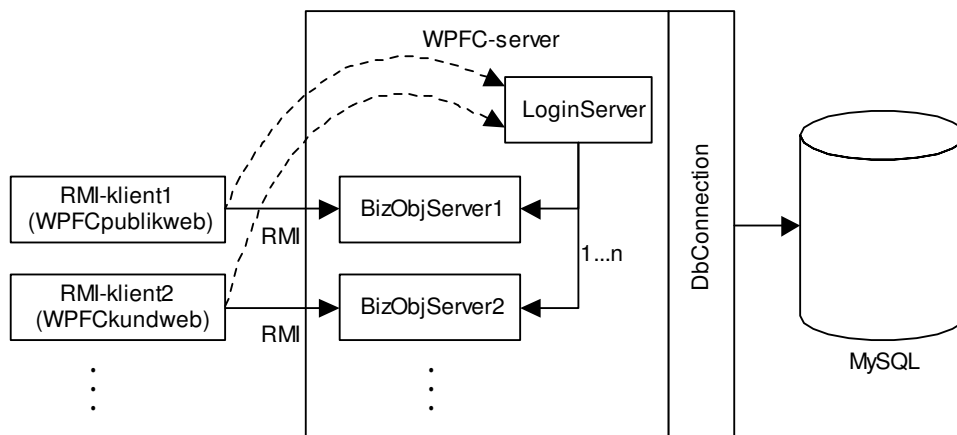 WPFC-server
LoginServer
RMI-klient1
(WPFCpublikweb)
RMI
BizObjServer1
1...n
RMI-klient2
(WPFCkundweb)
RMI
BizObjServer2
DbConnection
MySQL